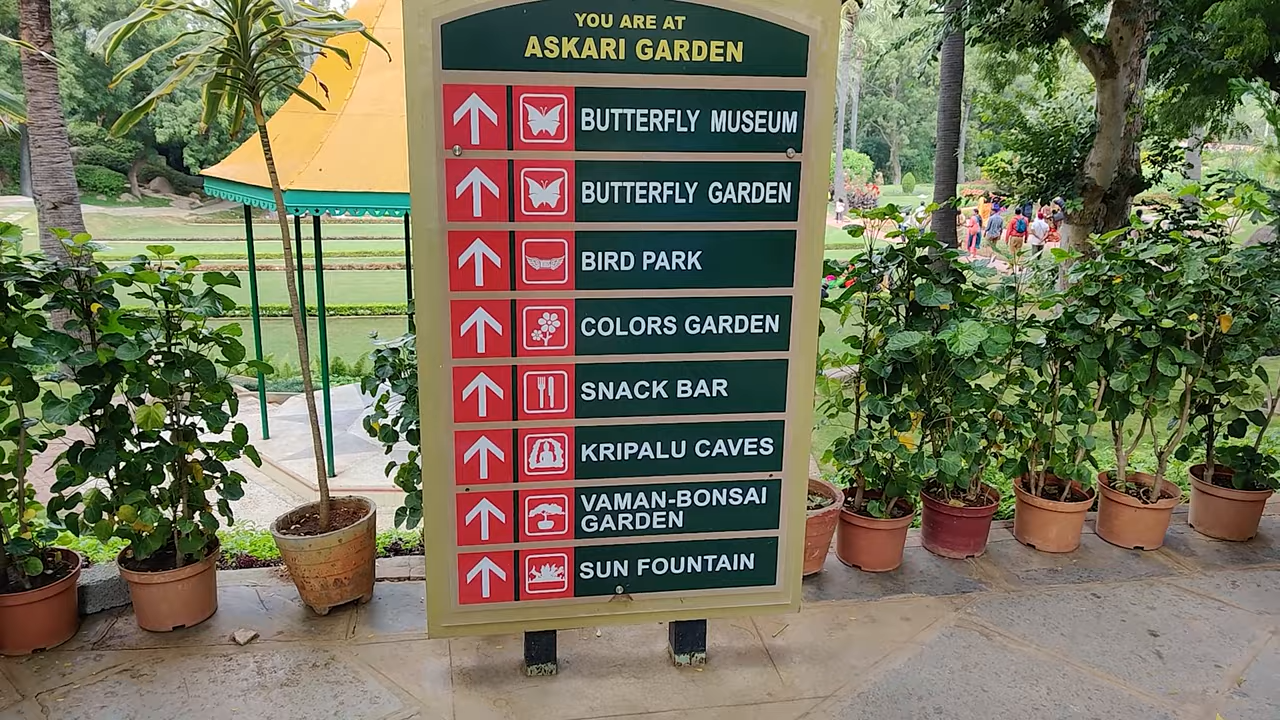 YOU ARE AT
ASKARI GARDEN
BUTTERFLY MUSEUM
BUTTERFLY GARDEN
BIRD PARK
COLORS GARDEN
SNACK BAR
KRIPALU CAVES
VAMAN-BONSAI
GARDEN
SUN FOUNTAIN